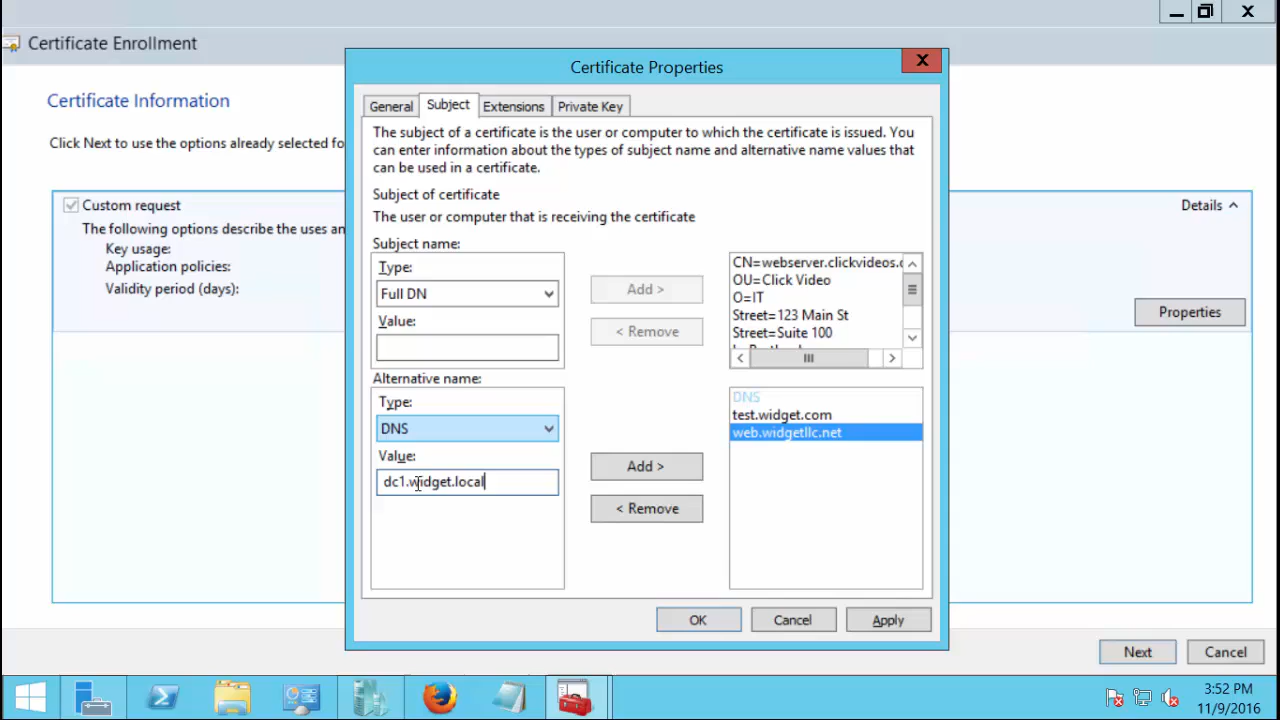 Certificate Enrollment
Certificate Properties
Certificate Information
General Subject Extensions Private Key
The subject of a certificate is the user or computer to which the certificate is issued. You
can enter information about the types of subject name and alternative name values that
can be used in a certificate.
Click Next to use the options already selected fo
Subject of certificate
Custom request
Details
The user or computer that is receiving the certificate
The following options describe the uses an
Key usage:
Application policies:
Validity period (days):
Subject name:
Type:
Full DN
Value:
Add >
< Remove
CN=webserver.clickvideos.c
OU=Click Video
O=IT
Street=123 Main St
Street=Suite 100
Properties
Alternative name:
Type:
DNS
Value:
dc1.widget.local
Add >
< Remove
DNS
test.widget.com
web.widgetllc.net
OK Cancel Apply
Next Cancel
3:52 PM
11/9/2016